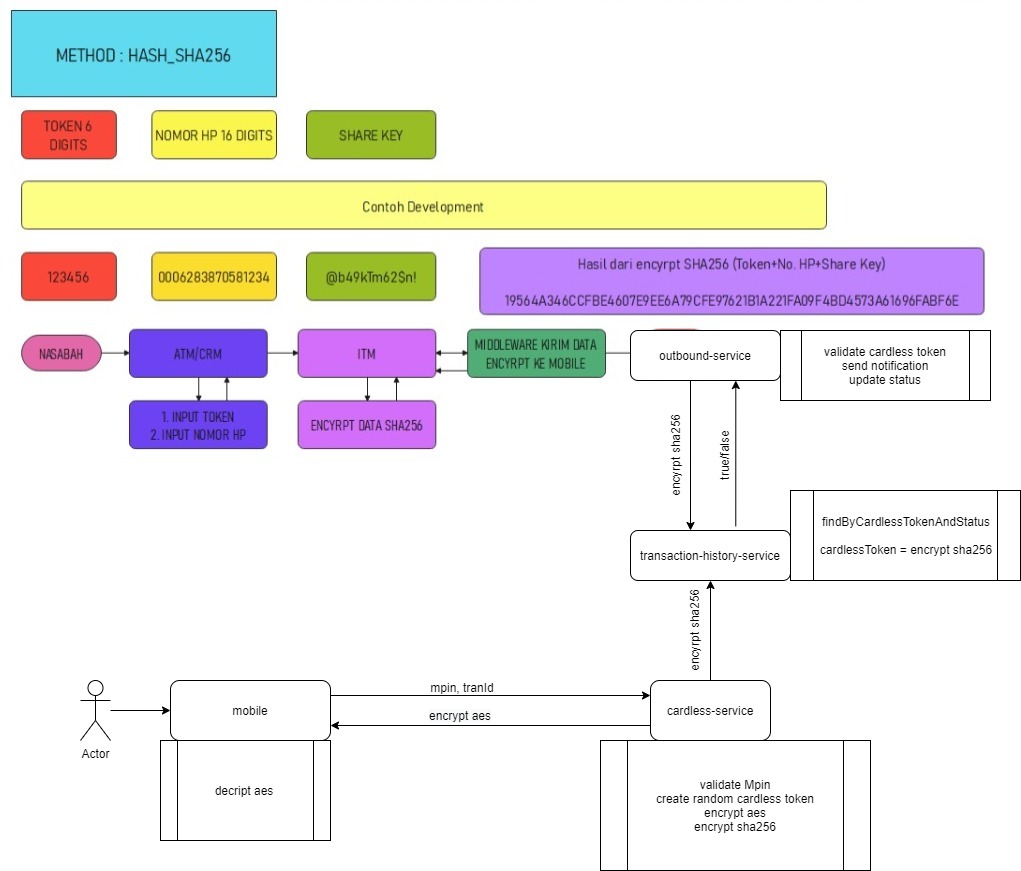 METHOD : HASH_SHA256
TOKEN 6
DIGITS
NOMOR HP 16 DIGITS
SHARE KEY
Contoh Development
123456
0006283870581234
@b49kTm62$n!
Hasil dari encyrpt SHA256 (Token+No. HP+Share Key)
19564A346CCFBE4607E9EE6A79CFE97621B1A221FA09F4BD4573A61696FABF6E
NASABAH
ATM/CRM
ITM
MIDDLEWARE KIRIM DATA
ENCYRPT KE MOBILE
outbound-service
validate cardless token
send notification
update status
1. INPUT TOKEN
2. INPUT NOMOR HP
ENCYRPT DATA SHA256
encyrpt sha256
true/false
transaction-history-service
findByCardlessTokenAndStatus
cardlessToken = encrypt sha256
encyrpt sha256
Actor
mobile
mpin, tranId
encrypt aes
cardless-service
decript aes
validate Mpin
create random cardless token
encrypt aes
encrypt sha256